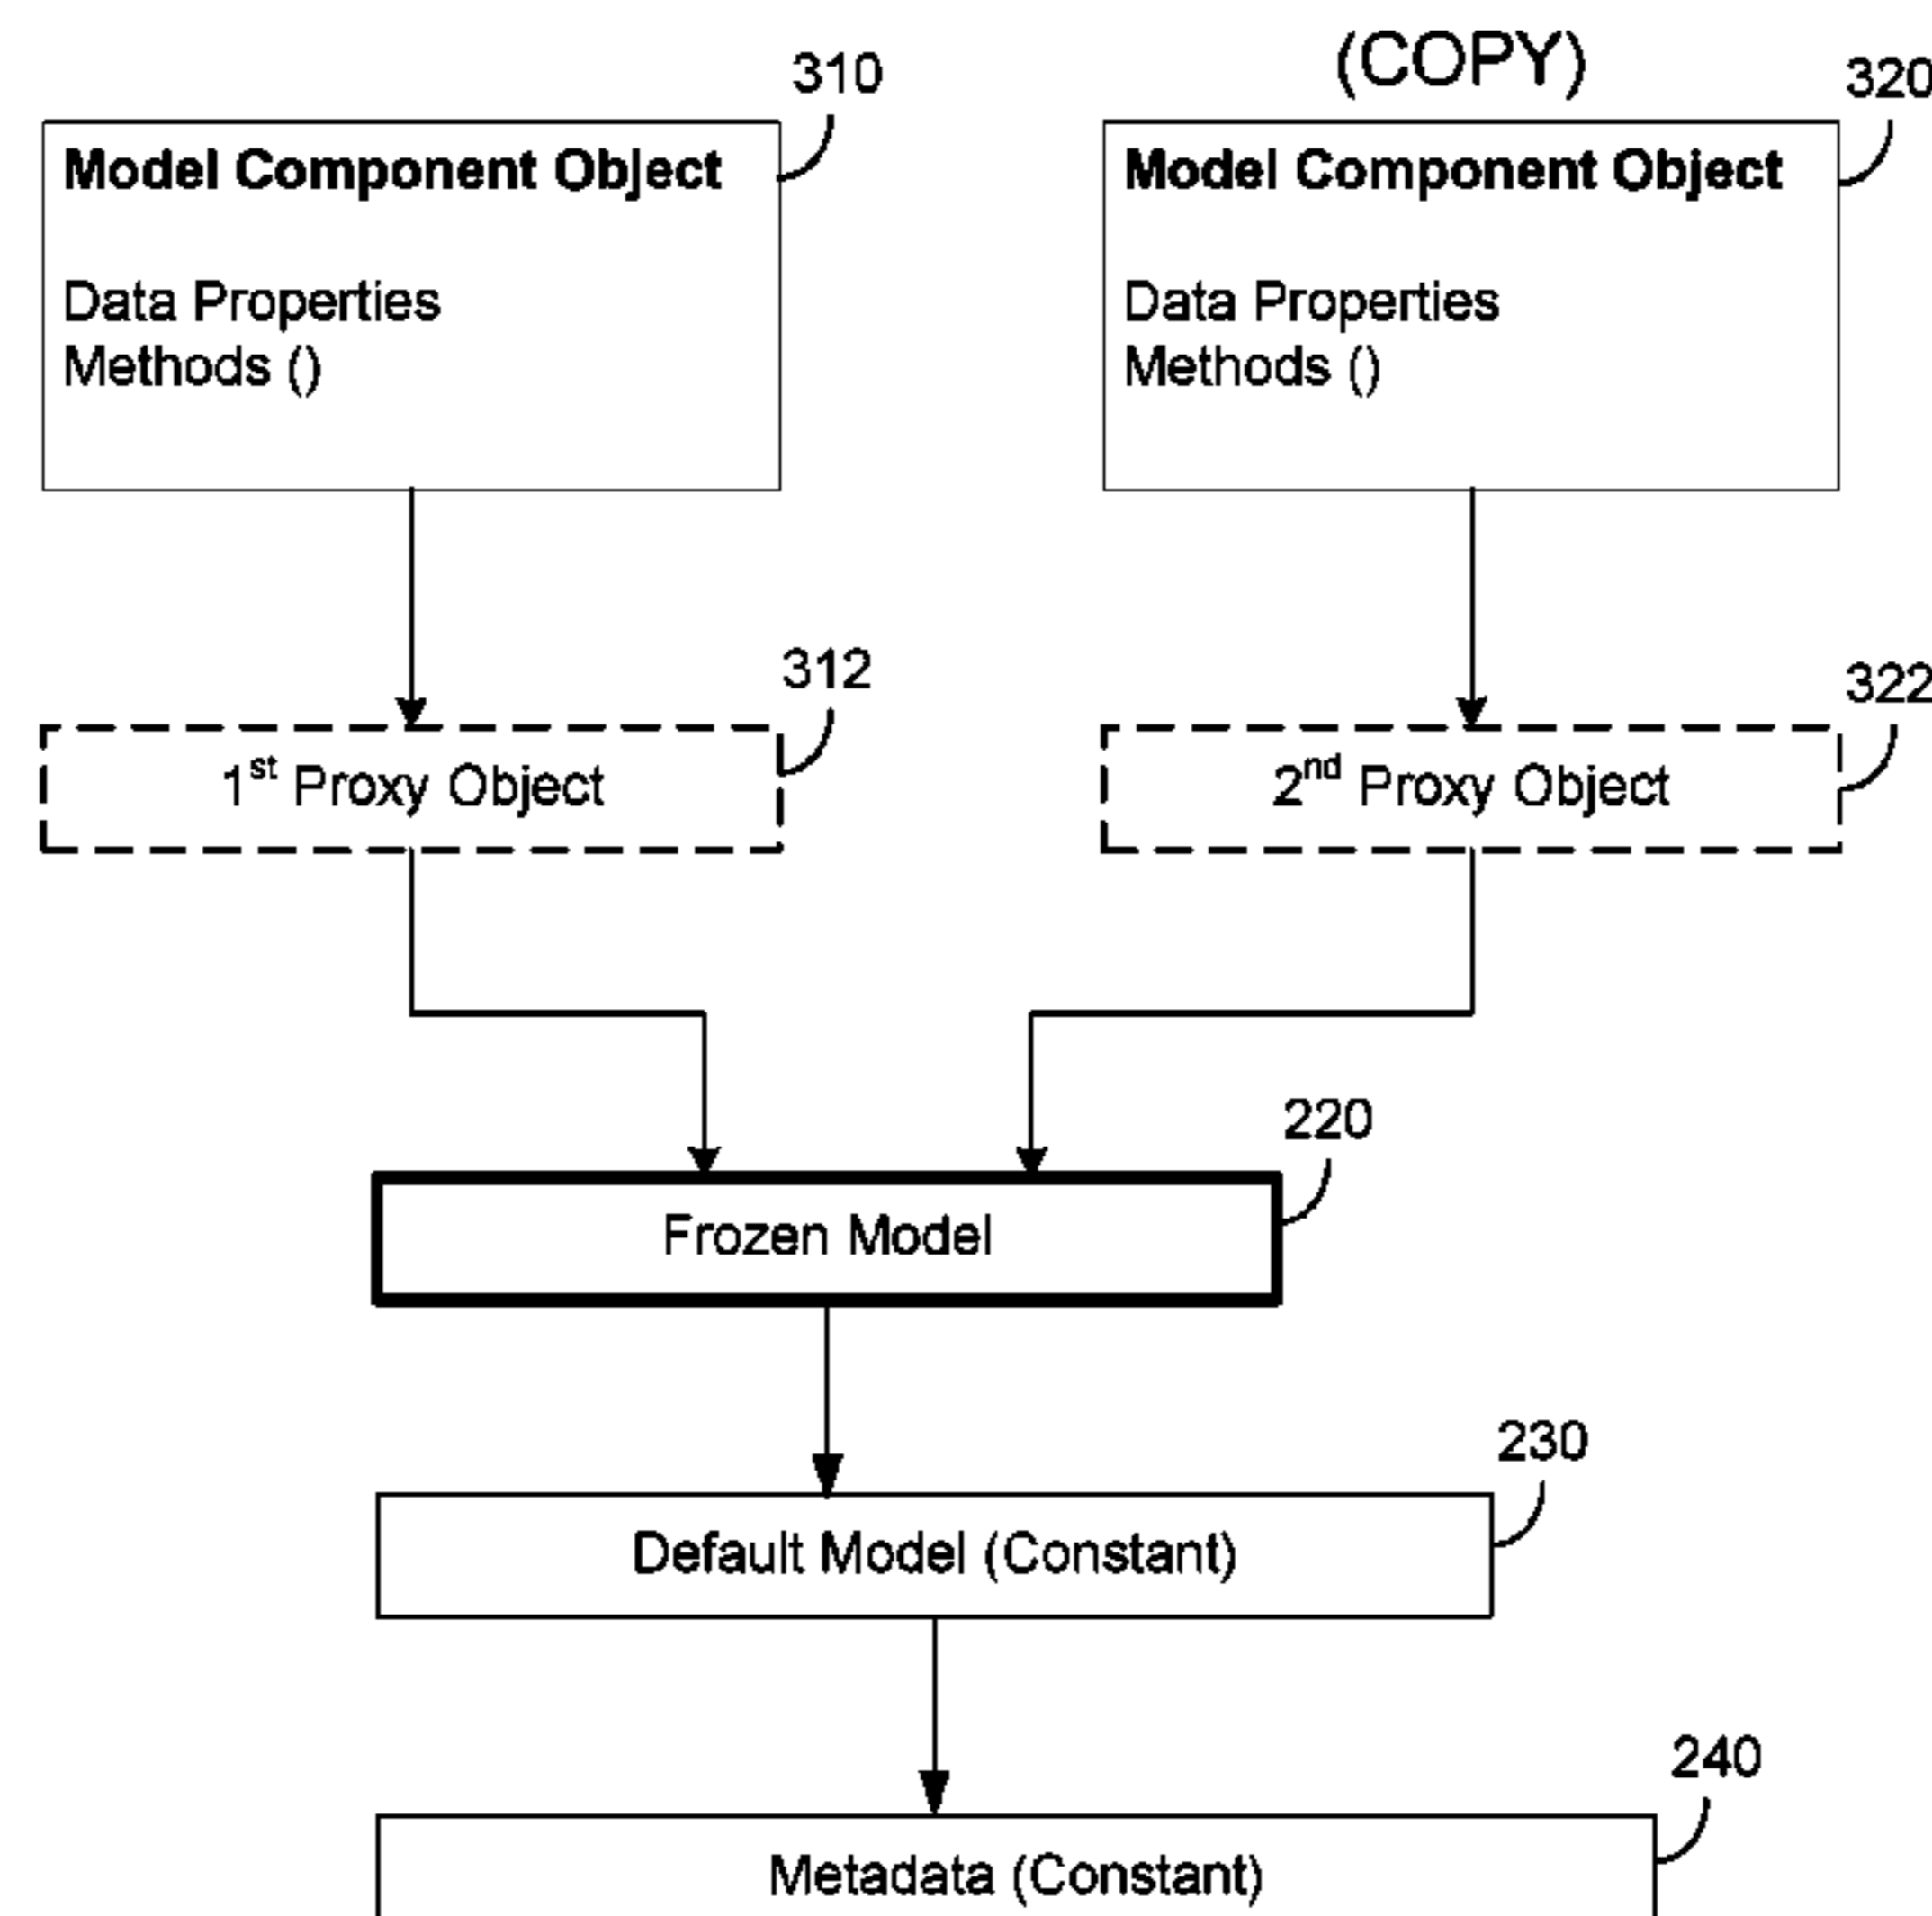 (COPY)
310
320
Model Component Object
Data Properties
Methods ()
Model Component Object
Data Properties
Methods ()
312
322
1st Proxy Object
2nd Proxy Object
220
Frozen Model
230
Default Model (Constant)
240
Metadata (Constant)